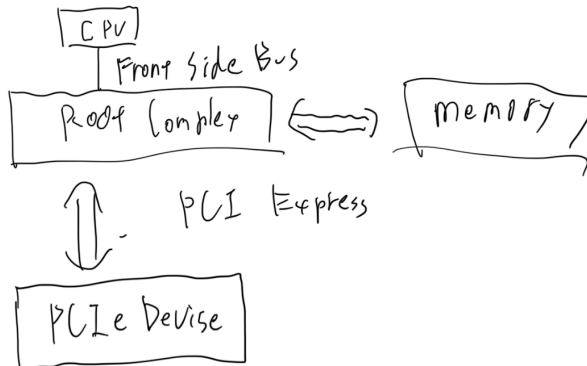 CPU
Front Side Bus
Root Complex
memory
PCI Express
PCIe Devise